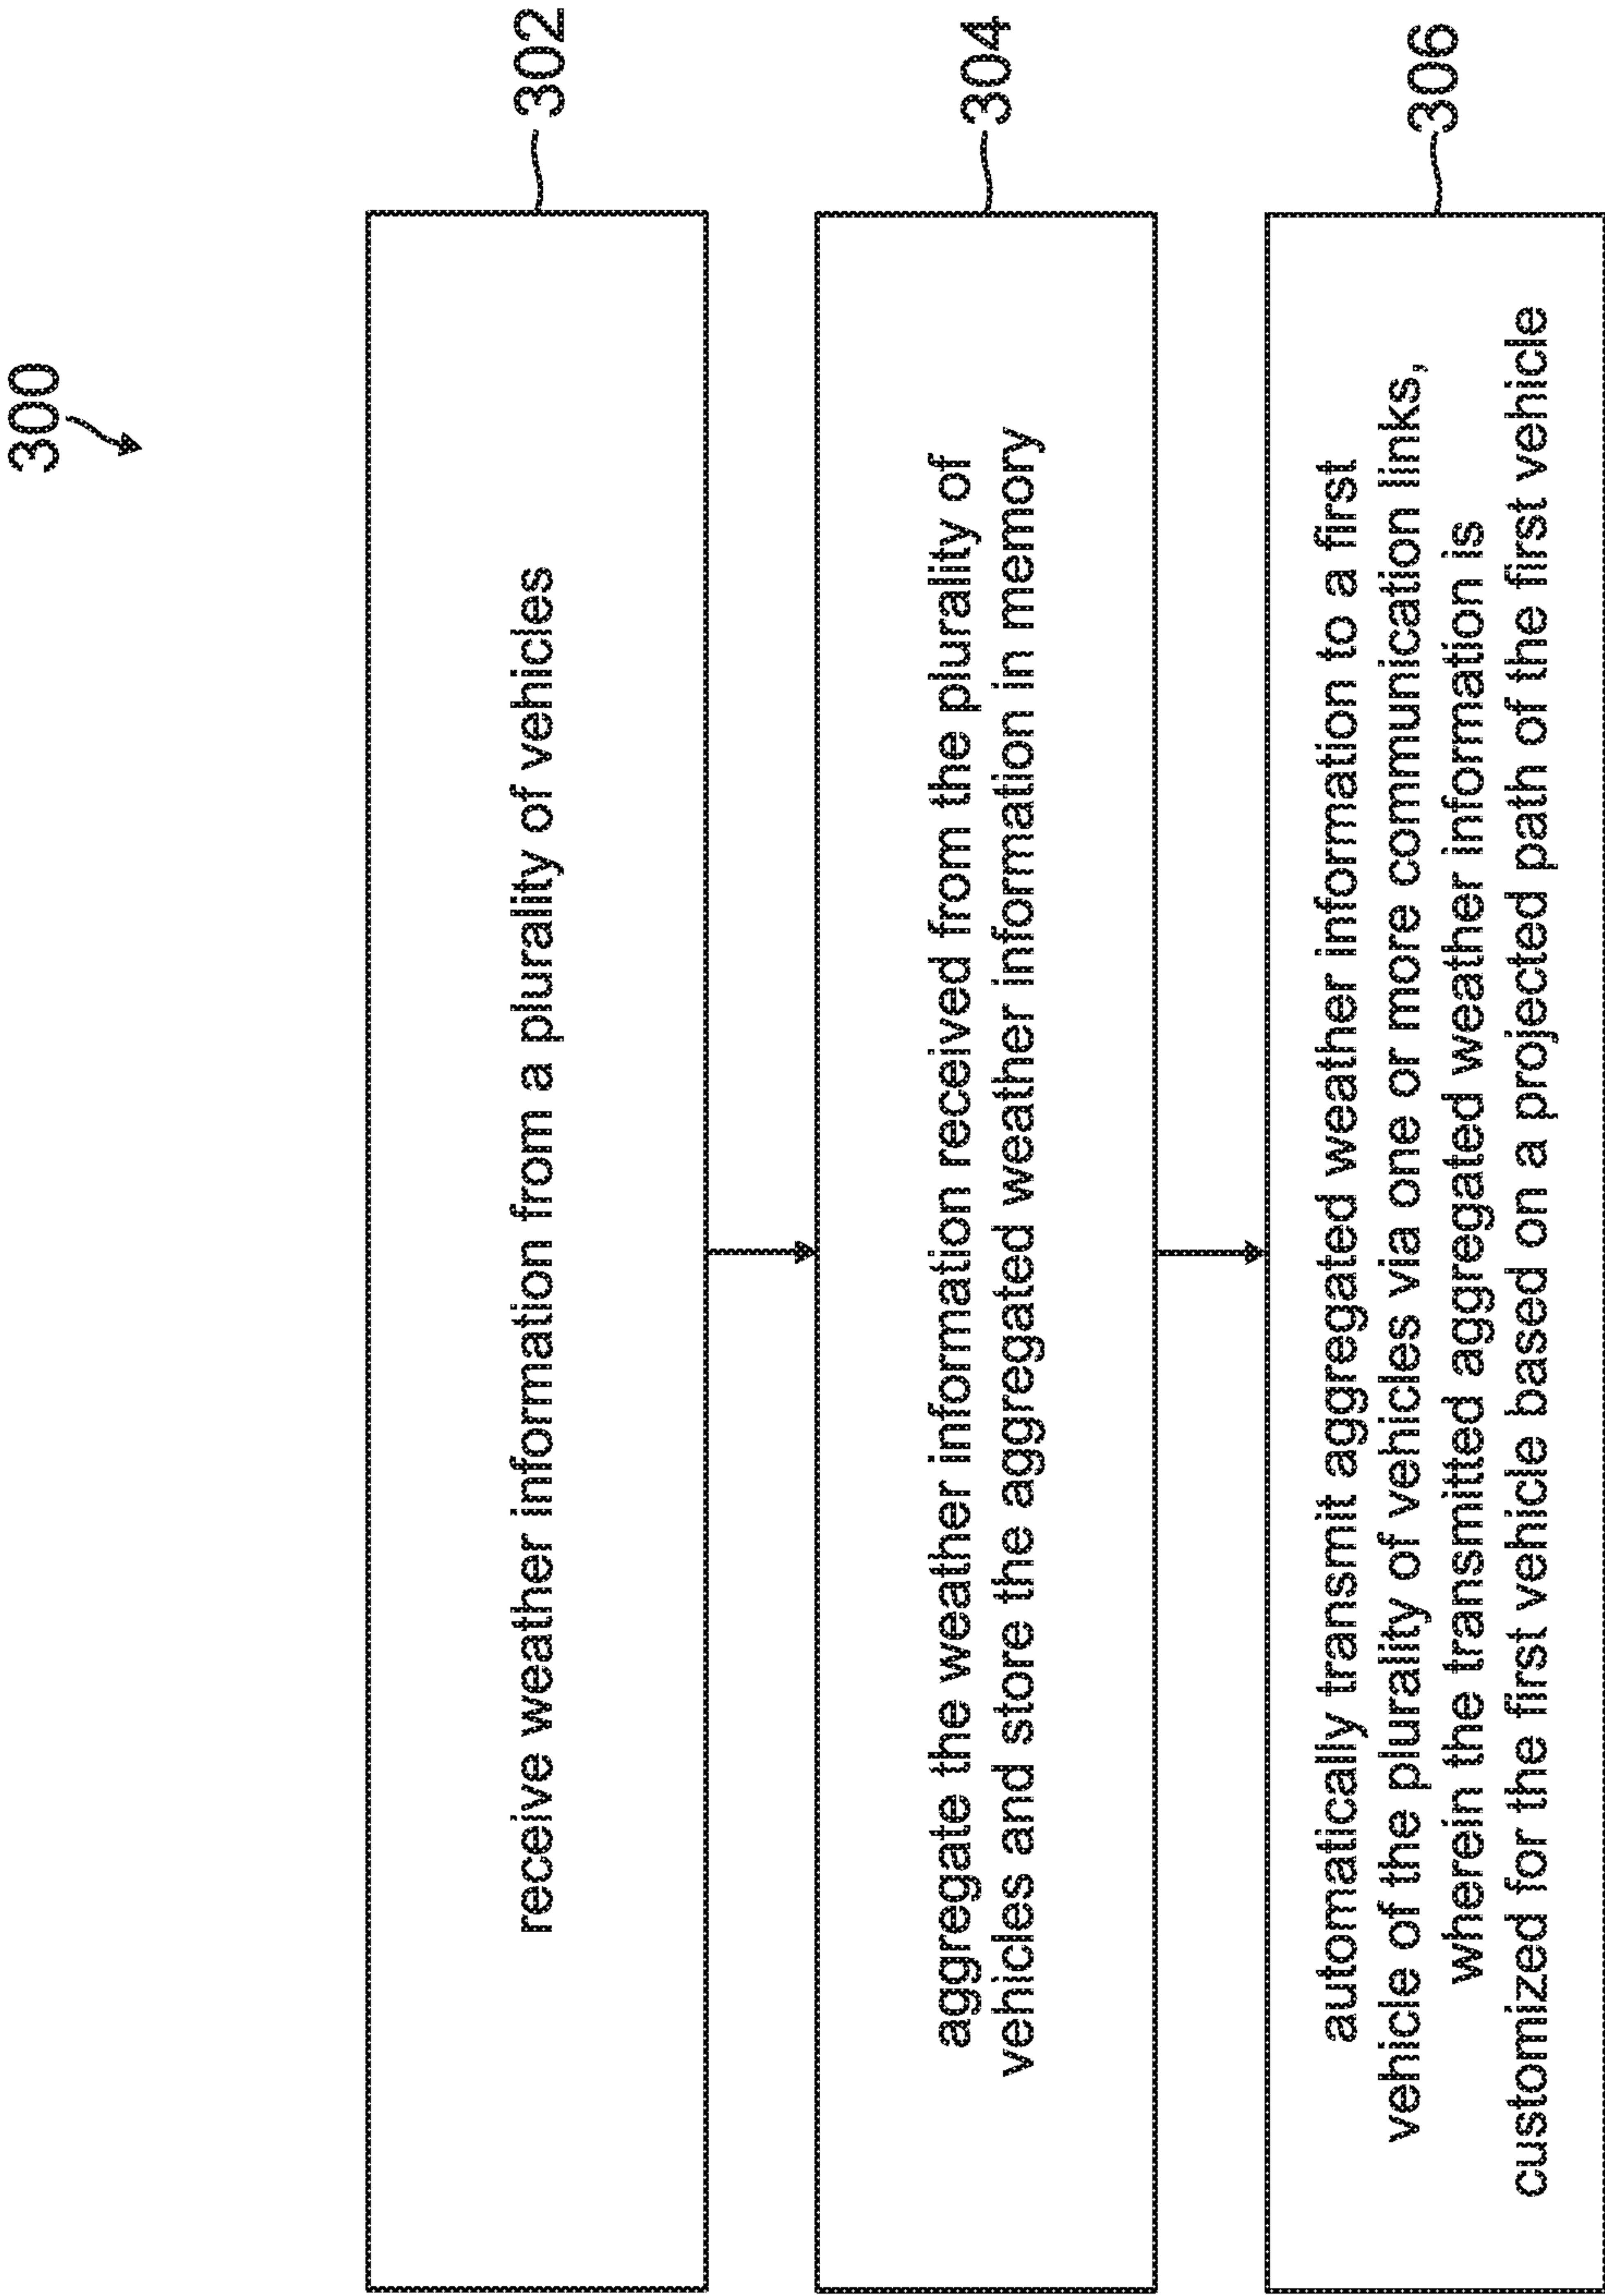 300
receive weather information from a plurality of vehicles
302
aggregate the weather information received from the plurality of
vehicles and store the aggregated weather information in memory
304
automatically transmit aggregated weather information to a first
vehicle of the plurality of vehicles via one or more communication links,
wherein the transmitted aggregated weather information is
customized for the first vehicle based on a projected path of the first vehicle
306